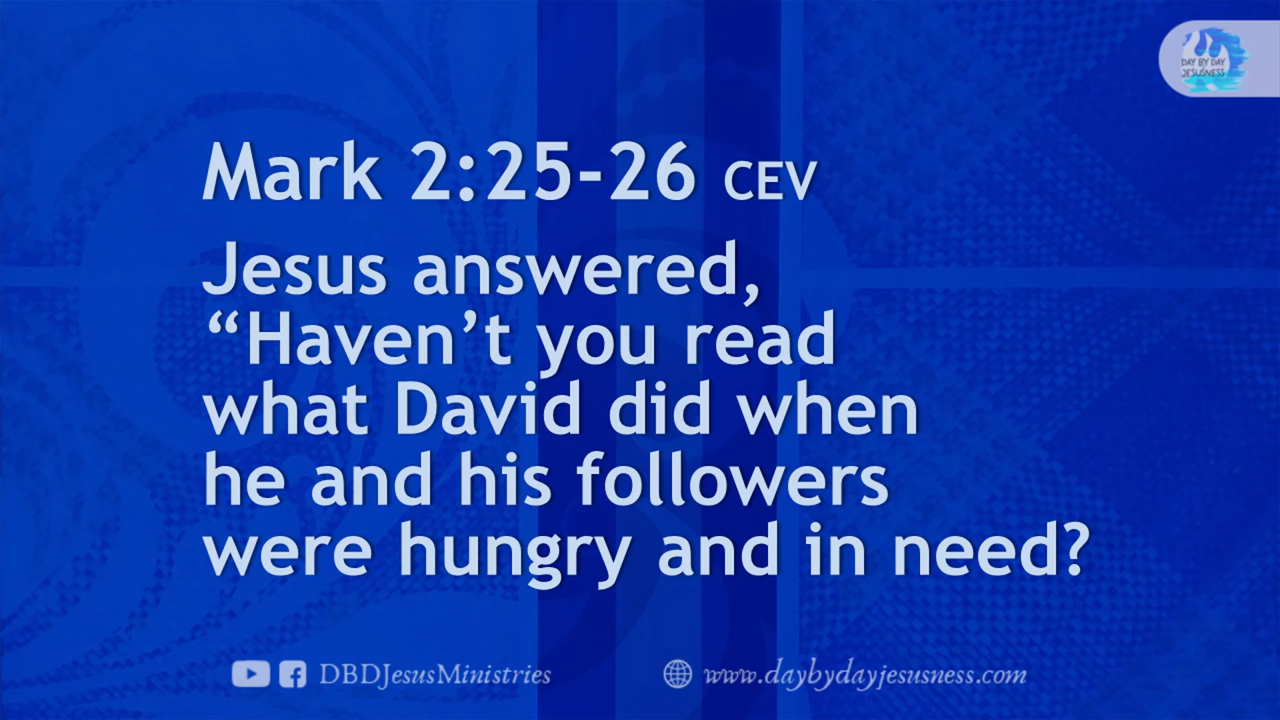 DAY BY DAY
JESUSNESS
Mark 2:25-26 CEV
Jesus answered,
“Haven’t you read
what David did when
he and his followers
were hungry and in need?
DBDJesusMinistries
www.daybydayjesusness.com